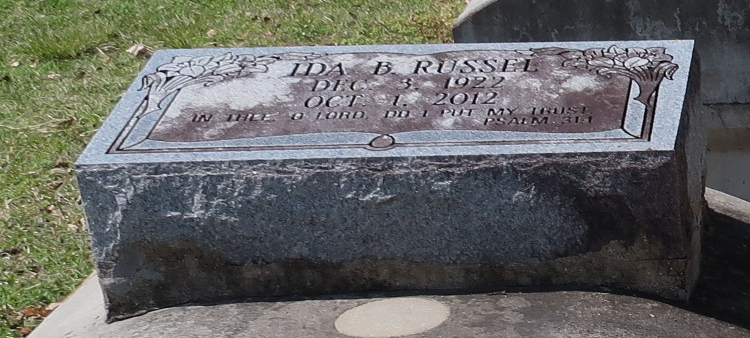 IDA B. RUSSEL
DEC. 3, 1922
OCT. 1, 2012
IN THEE, O LORD, DO I PUT MY TRUST
PSALM: 31:1